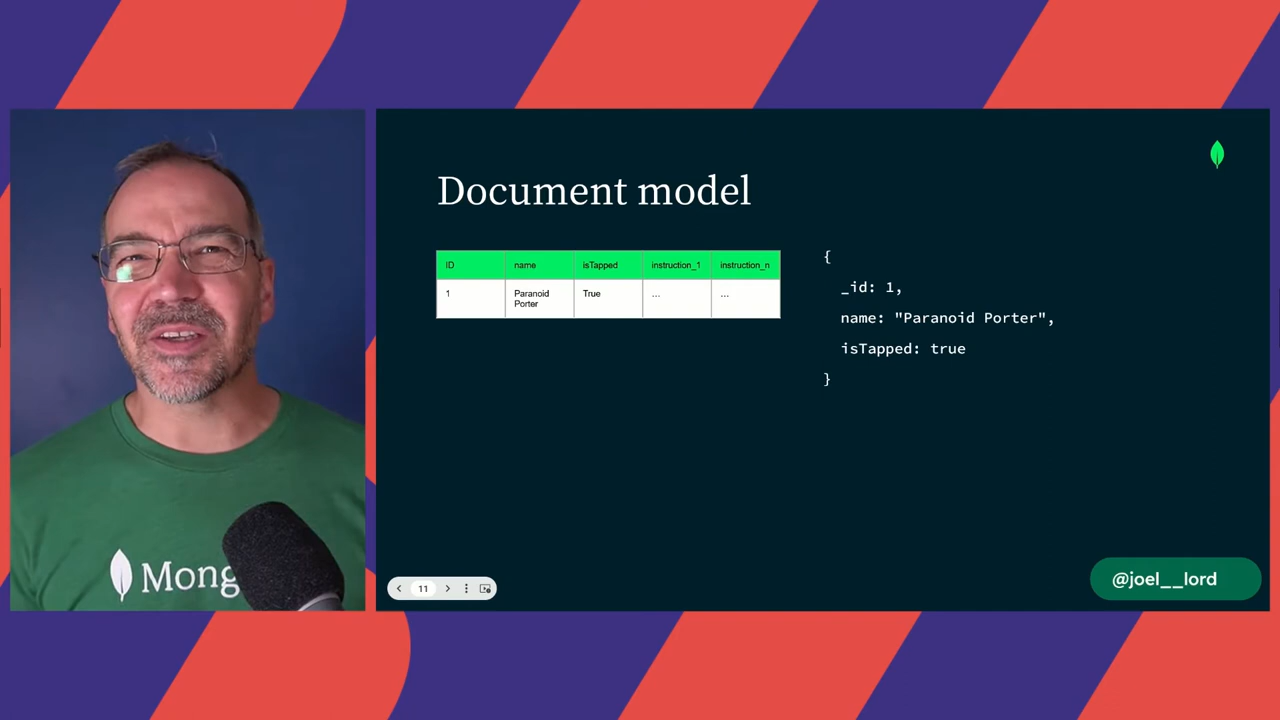 Document model
ID name isTapped instruction_1 instruction_n
1 Paranoid Porter True ... ...
{
_id: 1,
name: "Paranoid Porter",
isTapped: true
}
Mong
11
@joel__lord